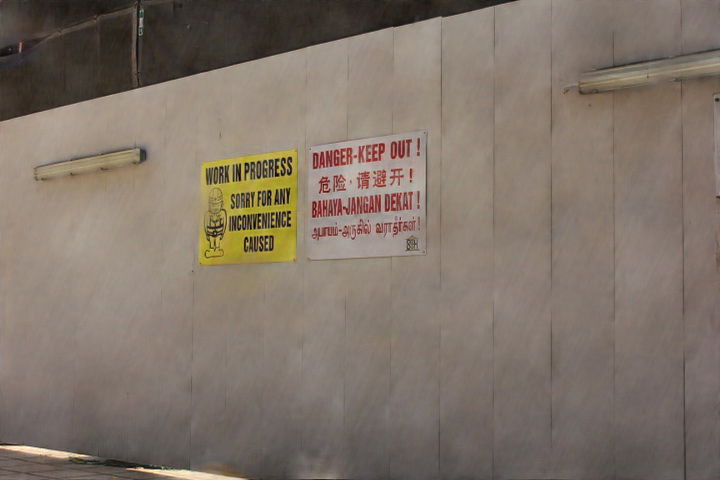 WORK IN PROGRESS
SORRY FOR ANY
INCONVENIENCE
CAUSED
DANGER-KEEP OUT !
危险·请避开!
BAHAYA-JANGAN DEKAT !
அபாயம்-அருகில் வராதீர்கள்!